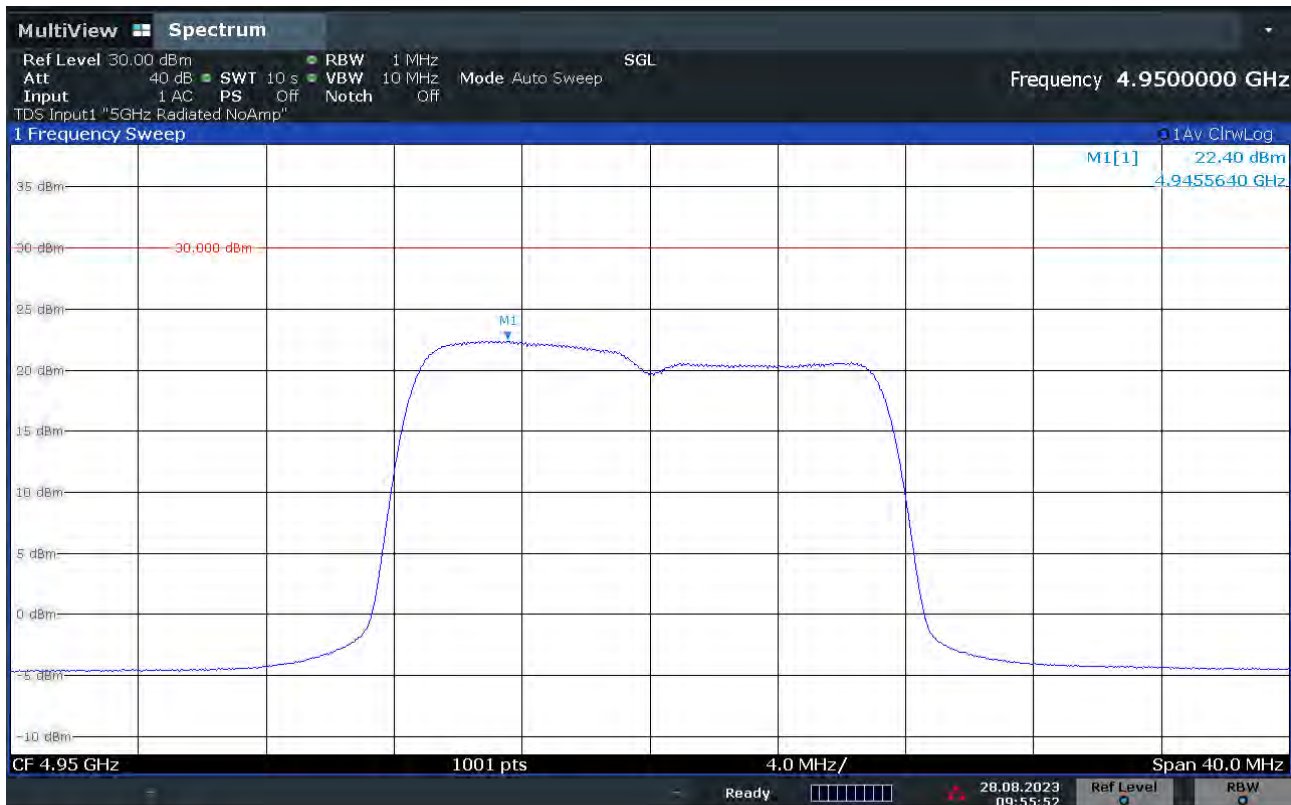 MultiView Spectrum
Ref Level 30.00 dBm RBW 1 MHz SGL
Att 40 dB SWT 10 s VBW 10 MHz Mode Auto Sweep Frequency 4.9500000 GHz
Input 1 AC PS Off Notch Off
TDS Input1 "5GHz Radiated NoAmp"
1 Frequency Sweep 1Av ClrwLog
M1[1] 22.40 dBm
4.9455640 GHz
35 dBm
30 dBm 30.000 dBm
25 dBm
M1
20 dBm
15 dBm
10 dBm
5 dBm
0 dBm
-5 dBm
-10 dBm
CF 4.95 GHz 1001 pts 4.0 MHz/ Span 40.0 MHz
Ready 28.08.2023 Ref Level RBW
09:55:52